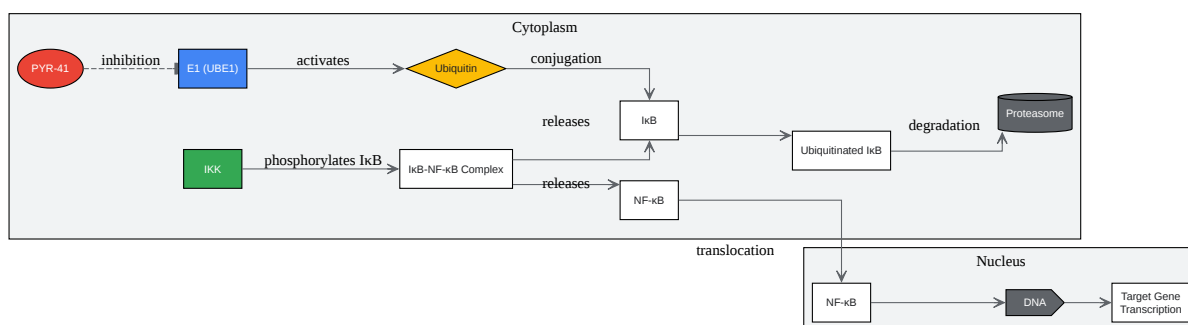 Cytoplasm
PYR-41
inhibition
E1 (UBE1)
activates
Ubiquitin
conjugation
releases
IκB
Proteasome
degradation
Ubiquitinated IκB
IKK
phosphorylates IκB
IκB-NF-κB Complex
releases
NF-κB
translocation
Nucleus
NF-κB
DNA
Target Gene
Transcription